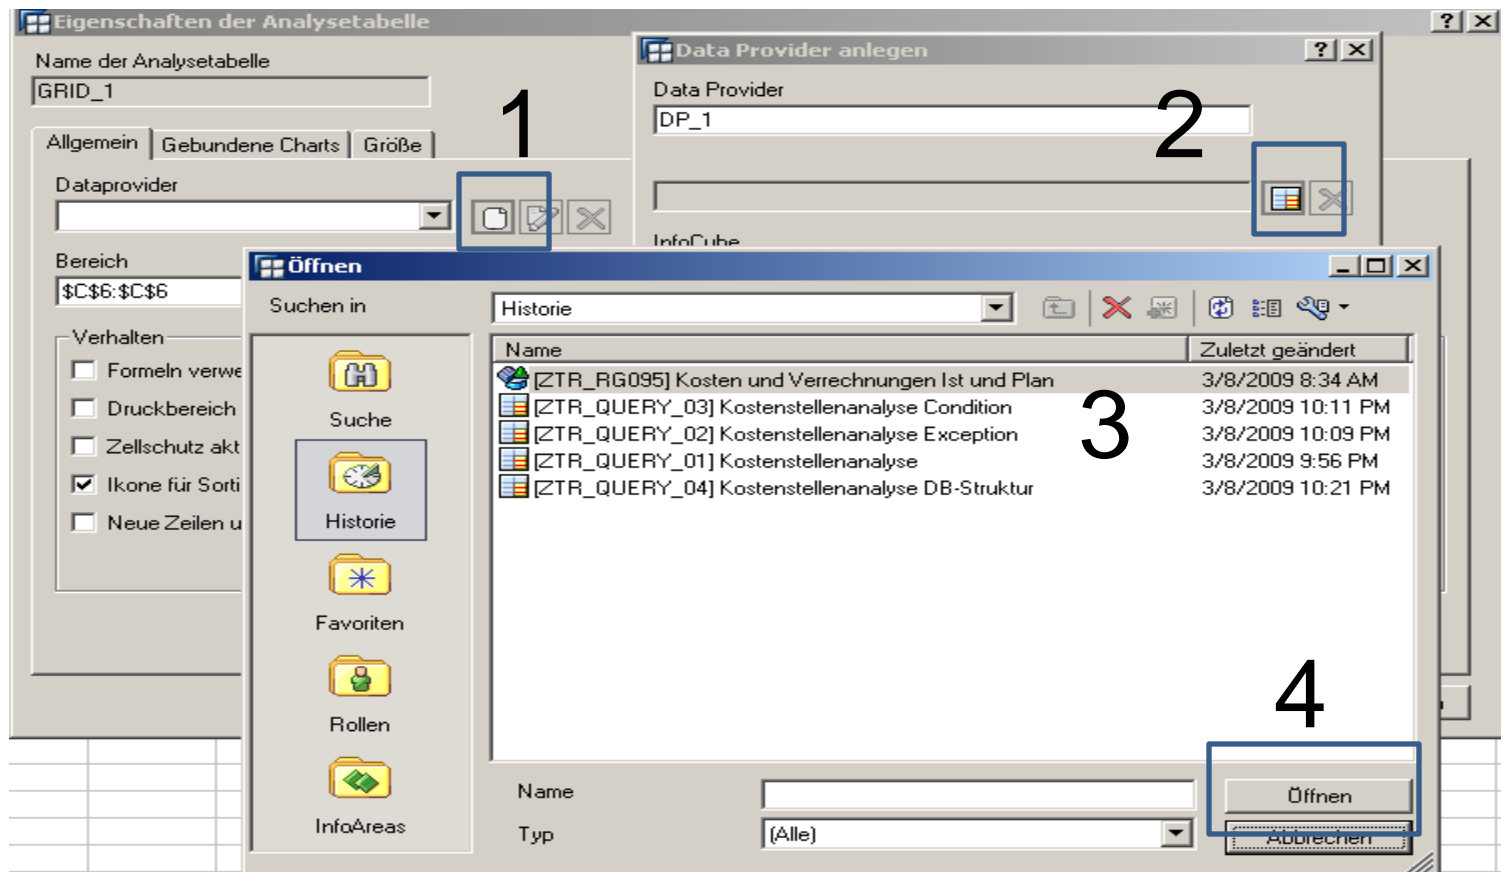 Eigenschaften der Analysetabelle
Name der Analysetabelle
GRID_1
Allgemein Gebundene Charts Größe
Dataprovider
Bereich
$C$6:$C$6
Verhalten
Formeln verwe
Druckbereich
Zellschutz akt
Ikone für Sorti
Neue Zeilen u
1
Data Provider anlegen
Data Provider
DP_1
2
InfoCube
Öffnen
Suchen in
Historie
Suche
Historie
Favoriten
Rollen
InfoAreas
Name Zuletzt geändert
[ZTR_RG095] Kosten und Verrechnungen Ist und Plan 3/8/2009 8:34 AM
[ZTR_QUERY_03] Kostenstellenanalyse Condition 3/8/2009 10:11 PM
[ZTR_QUERY_02] Kostenstellenanalyse Exception 3/8/2009 10:09 PM
[ZTR_QUERY_01] Kostenstellenanalyse 3/8/2009 9:56 PM
[ZTR_QUERY_04] Kostenstellenanalyse DB-Struktur 3/8/2009 10:21 PM
3
4
Name
Öffnen
Typ (Alle)
Abbrechen